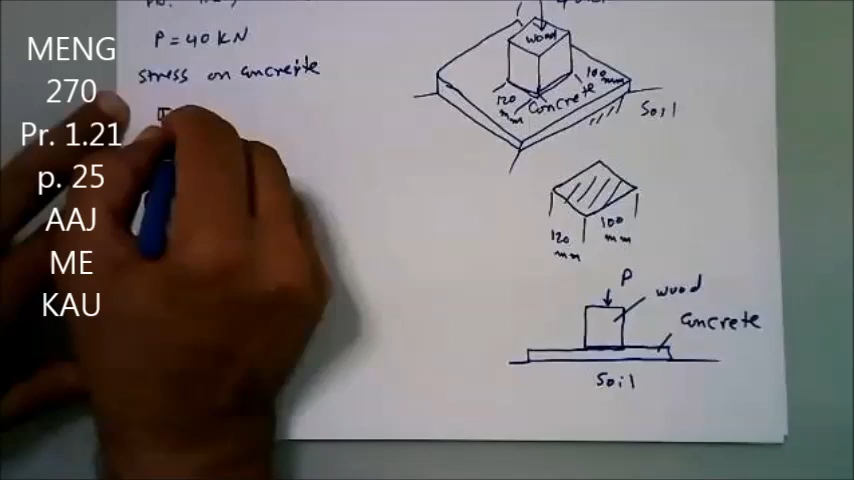 MENG
270
Pr. 1.21
p. 25
AAJ
ME
KAU
P = 40 KN
Stress on concrete
wood
100
mm
120
mm
Concrete
Soil
120
mm
100
mm
P
wood
Concrete
Soil